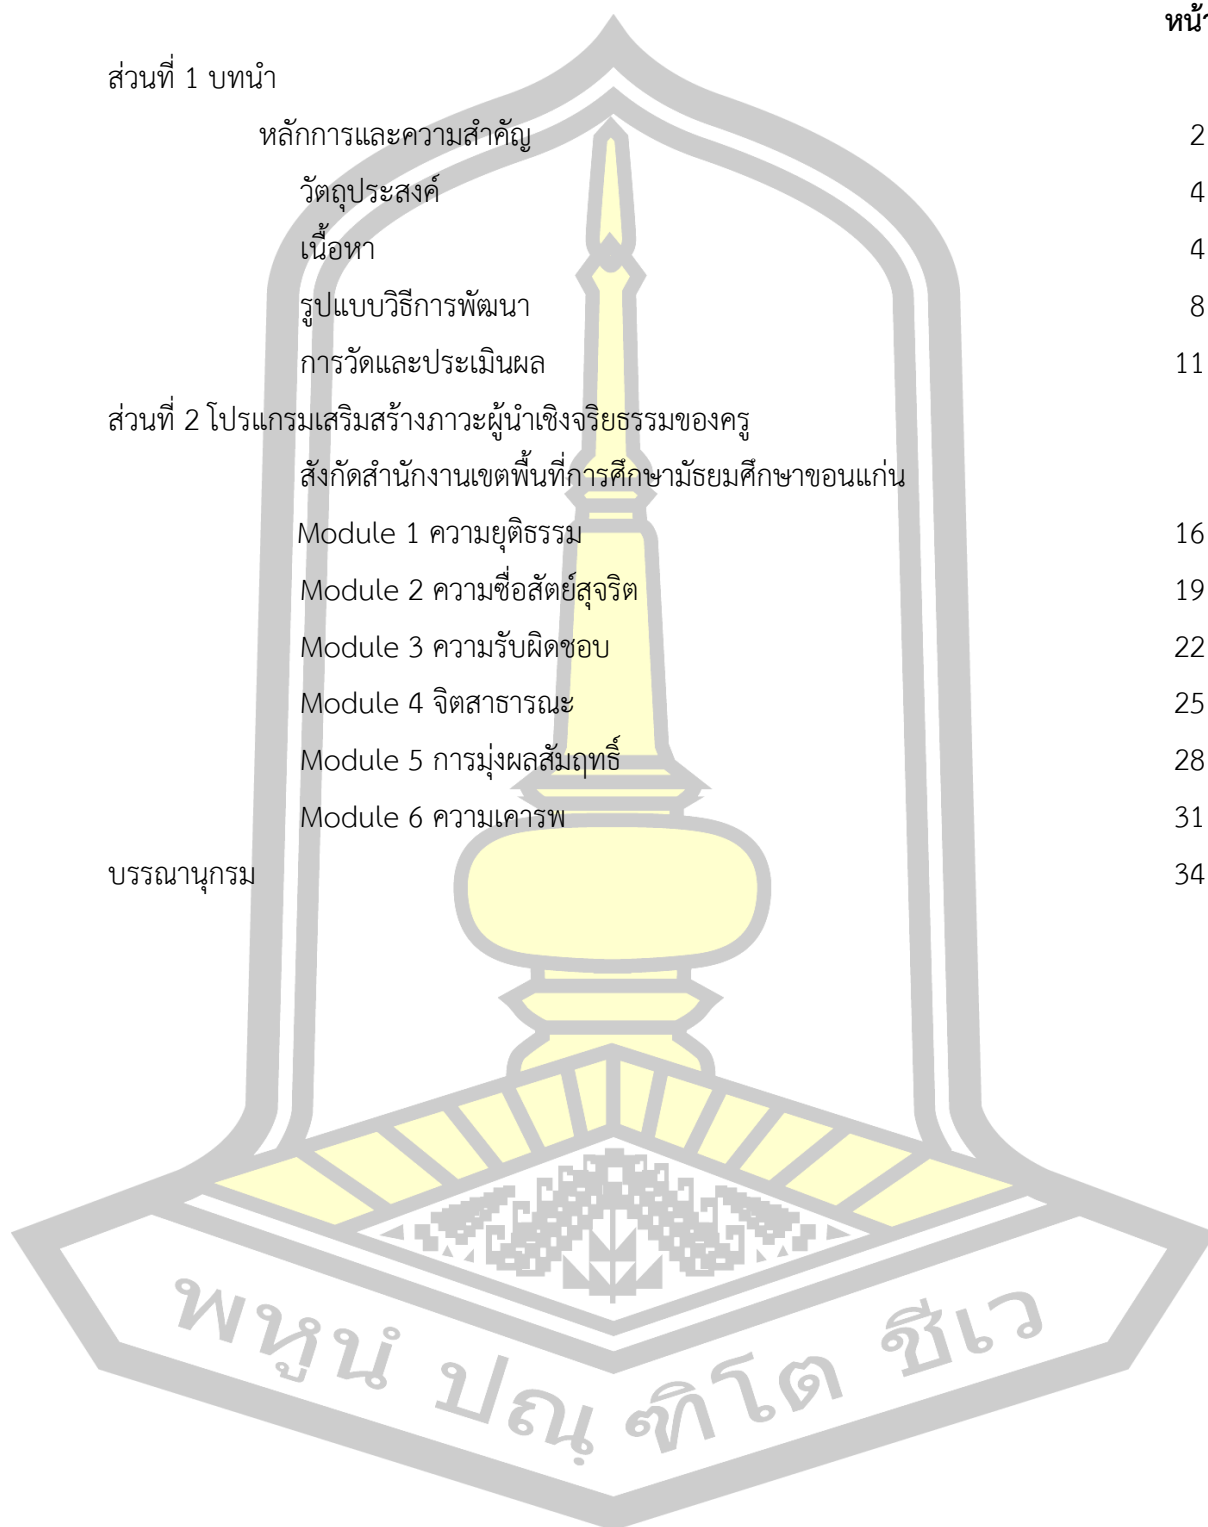 หน้า
ส่วนที่ 1 บทนำ
หลักการและความสำคัญ 2
วัตถุประสงค์ 4
เนื้อหา 4
รูปแบบวิธีการพัฒนา 8
การวัดและประเมินผล 11
ส่วนที่ 2 โปรแกรมเสริมสร้างภาวะผู้นำเชิงจริยธรรมของครู
สังกัดสำนักงานเขตพื้นที่การศึกษามัธยมศึกษาขอนแก่น
Module 1 ความยุติธรรม 16
Module 2 ความซื่อสัตย์สุจริต 19
Module 3 ความรับผิดชอบ 22
Module 4 จิตสาธารณะ 25
Module 5 การมุ่งผลสัมฤทธิ์ 28
Module 6 ความเคารพ 31
บรรณานุกรม 34
พหูนํ ปณฺฑิโต ชีเว